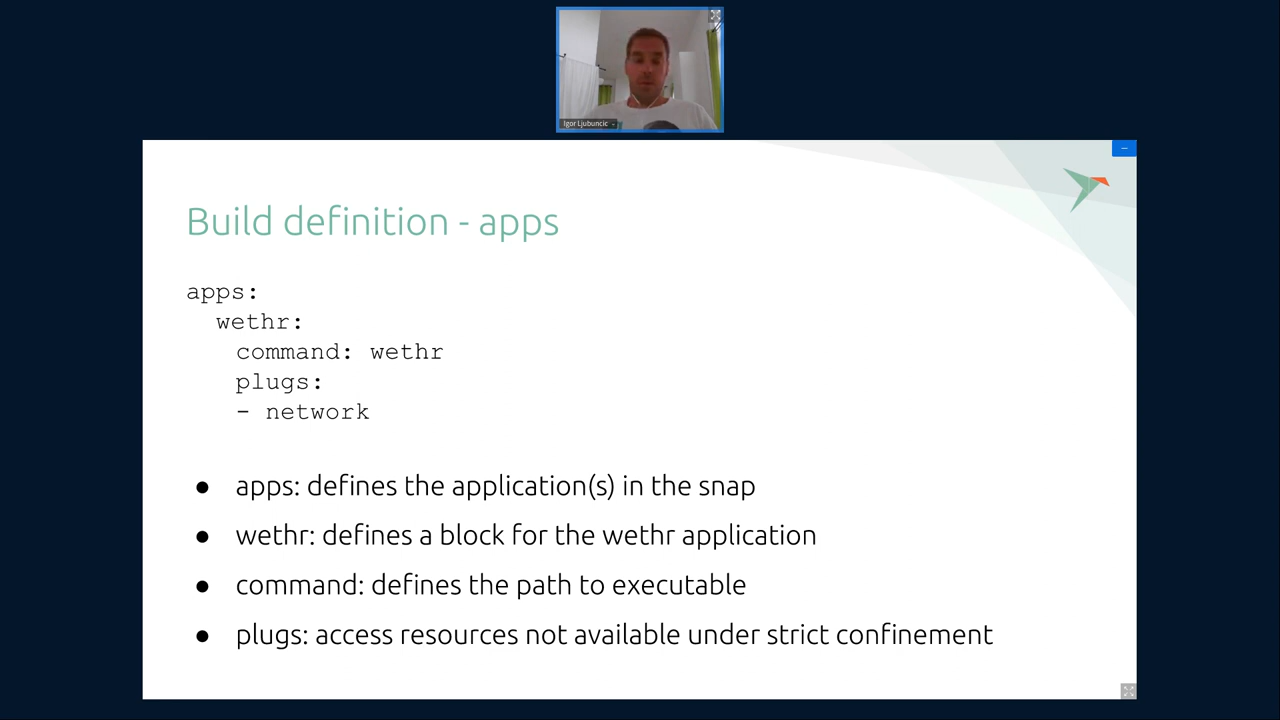 Igor Ljubuncic
Build definition - apps
apps:
wethr:
command: wethr
plugs:
- network
● apps: defines the application(s) in the snap
● wethr: defines a block for the wethr application
● command: defines the path to executable
● plugs: access resources not available under strict confinement